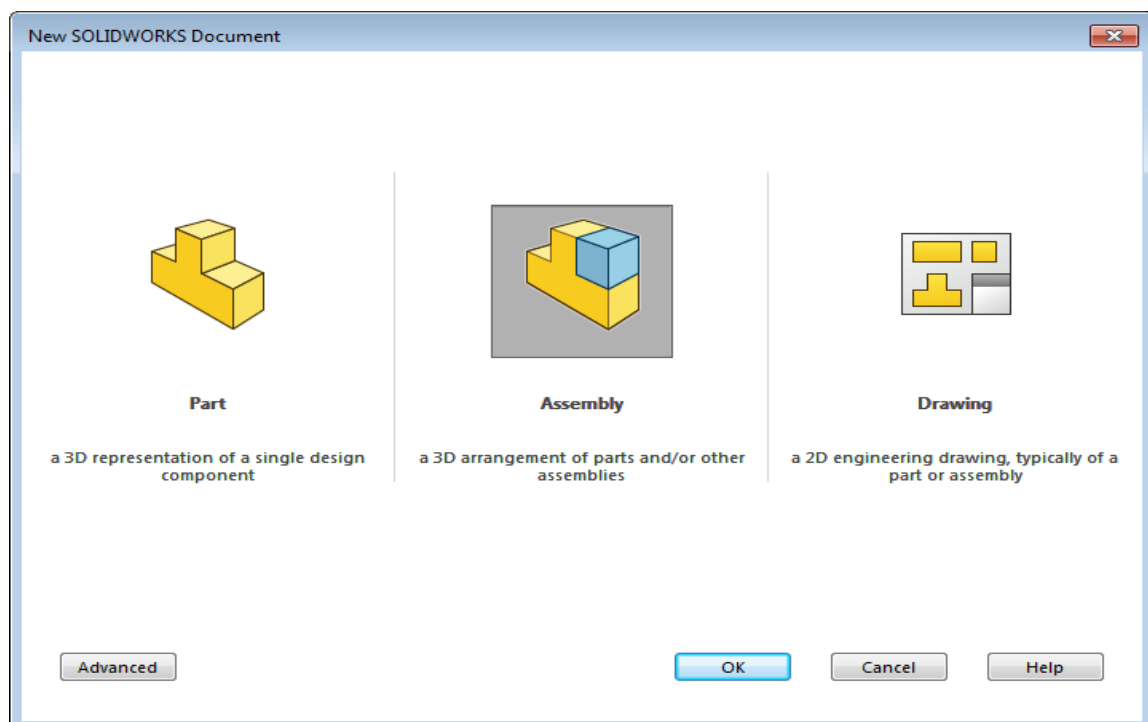 New SOLIDWORKS Document
Part
a 3D representation of a single design
component
Assembly
a 3D arrangement of parts and/or other
assemblies
Drawing
a 2D engineering drawing, typically of a
part or assembly
Advanced
OK
Cancel
Help